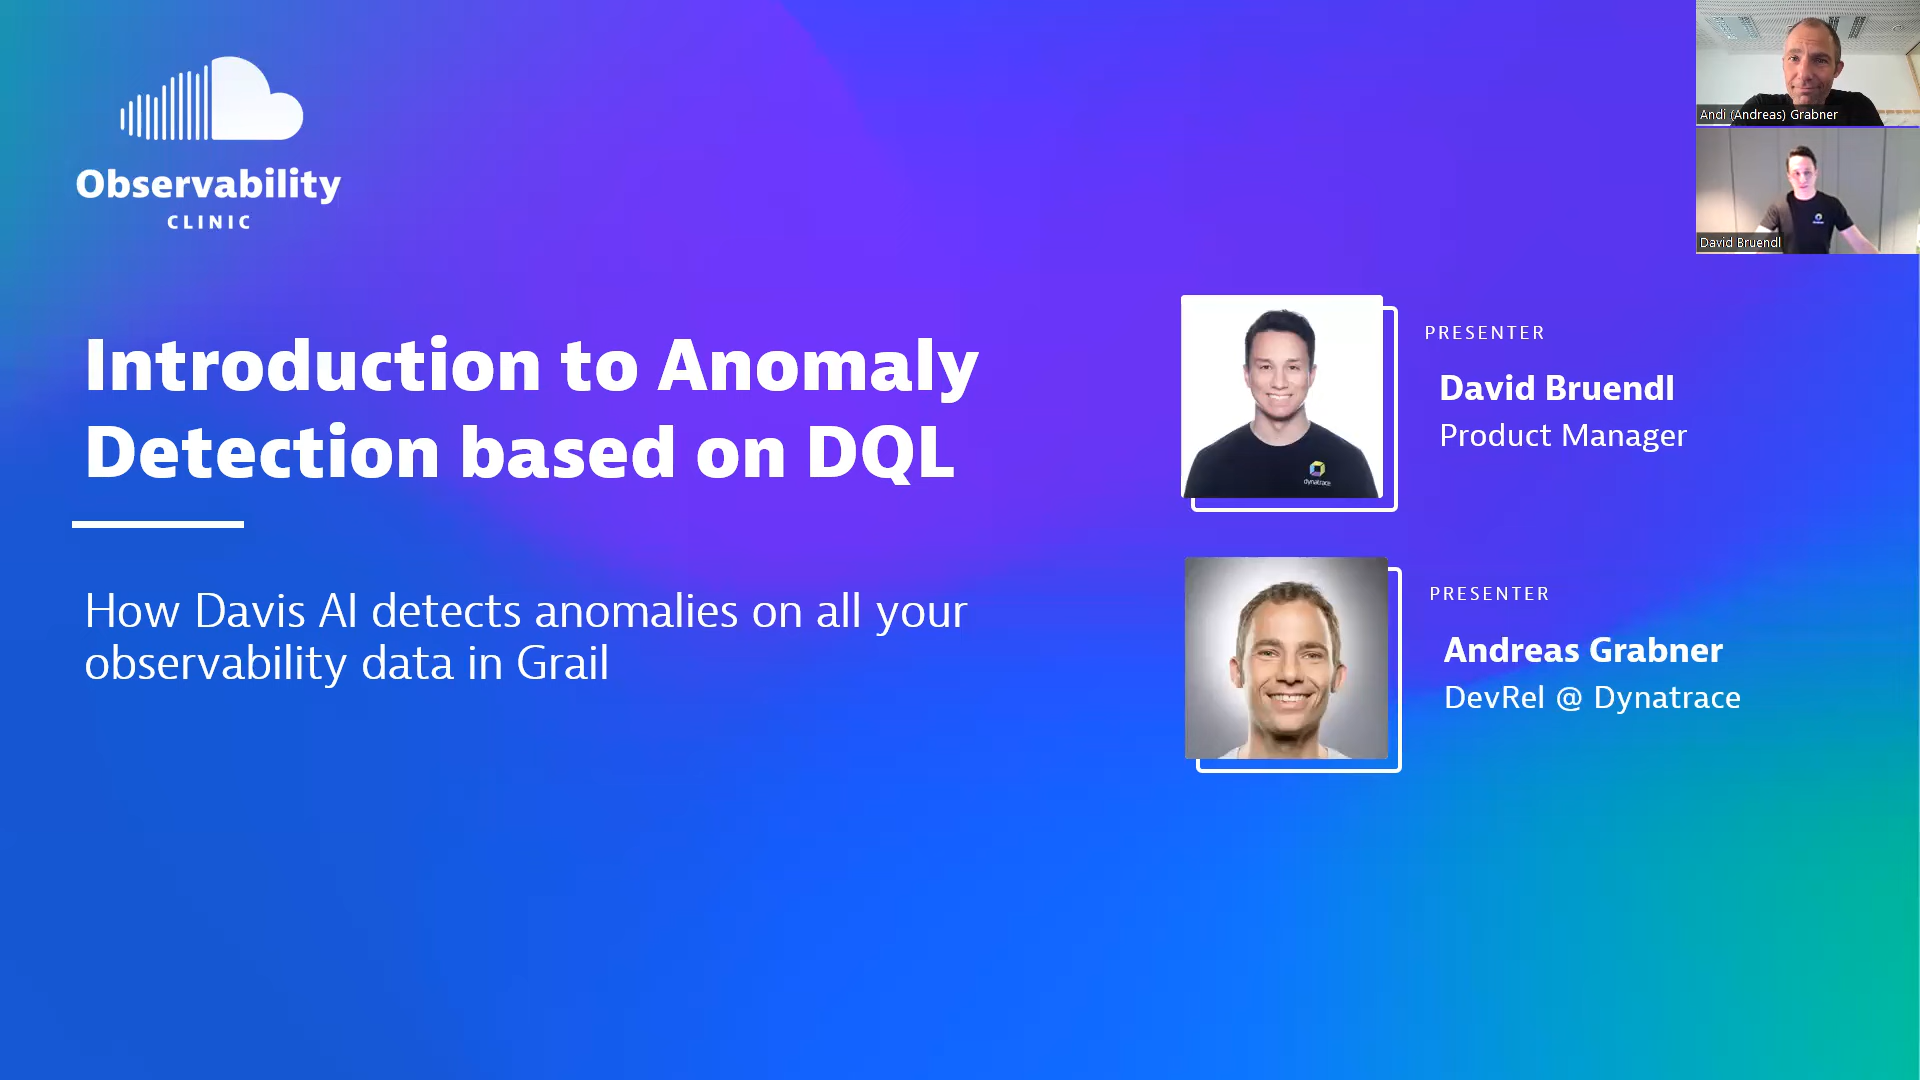 Observability
CLINIC
Introduction to Anomaly
Detection based on DQL
How Davis AI detects anomalies on all your
observability data in Grail
PRESENTER
David Bruendl
Product Manager
dynatrace
PRESENTER
Andreas Grabner
DevRel @ Dynatrace
Andi (Andreas) Grabner
David Bruendl